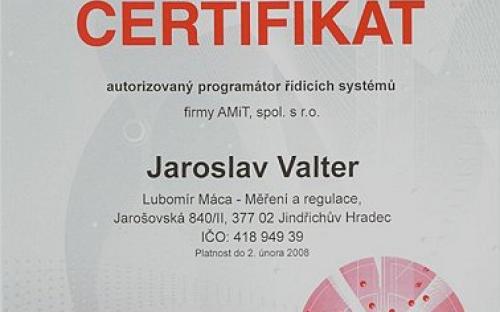 CERTIFIKÁT
autorizovaný programátor řídicích systémů
firmy AMiT, spol. s r.o.
Jaroslav Valter
Lubomír Máca - Měření a regulace,
Jarošovská 840/II, 377 02 Jindřichův Hradec
IČO: 418 949 39
Platnost do 2. února 2008